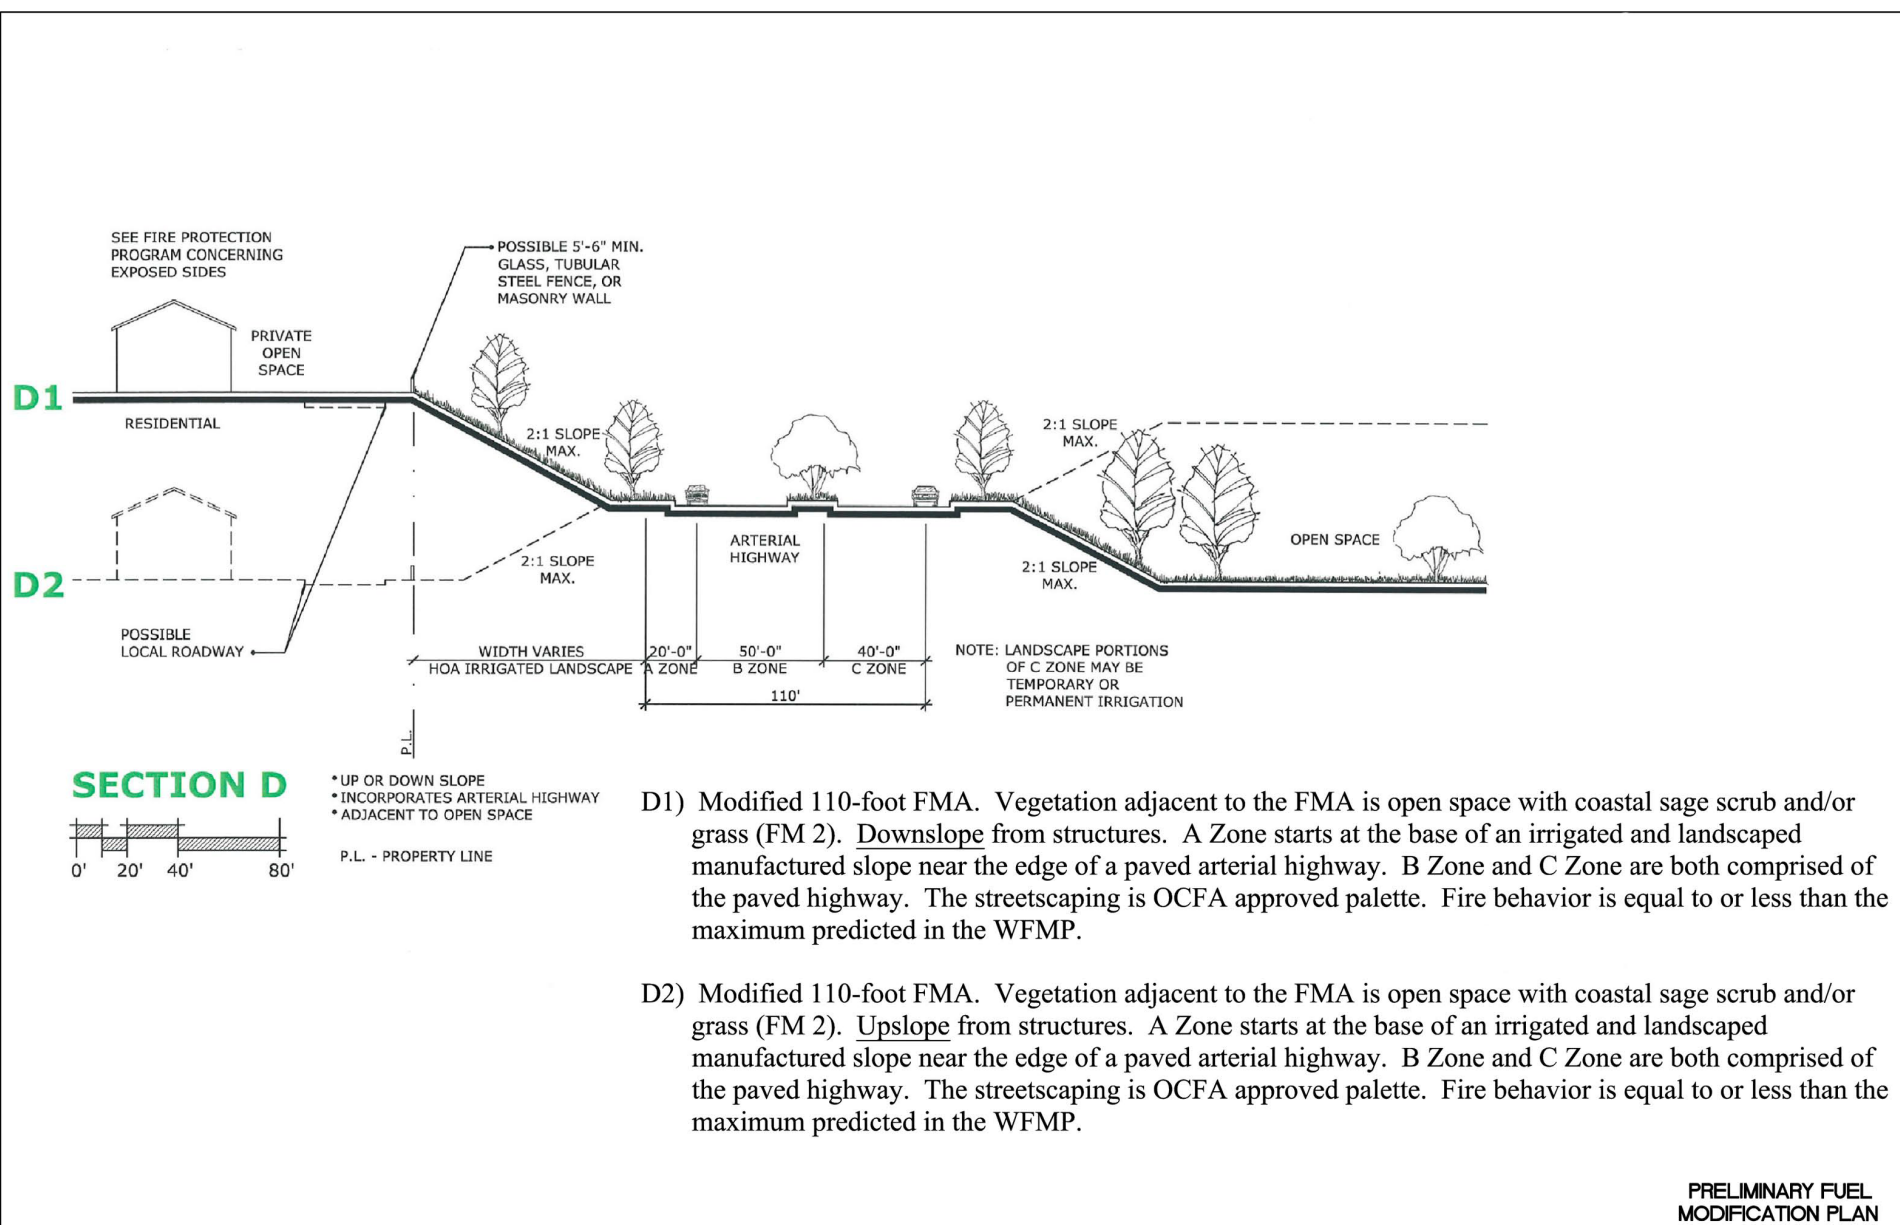 SEE FIRE PROTECTION
PROGRAM CONCERNING
EXPOSED SIDES
POSSIBLE 5'-6" MIN.
GLASS, TUBULAR
STEEL FENCE, OR
MASONRY WALL
PRIVATE
OPEN
SPACE
D1
RESIDENTIAL
2:1 SLOPE
MAX.
2:1 SLOPE
MAX.
ARTERIAL
HIGHWAY
OPEN SPACE
D2
2:1 SLOPE
MAX.
2:1 SLOPE
MAX.
POSSIBLE
LOCAL ROADWAY
WIDTH VARIES
HOA IRRIGATED LANDSCAPE
20'-0"
A ZONE
50'-0"
B ZONE
40'-0"
C ZONE
110'
NOTE: LANDSCAPE PORTIONS
OF C ZONE MAY BE
TEMPORARY OR
PERMANENT IRRIGATION
P.L.
SECTION D
0' 20' 40' 80'
• UP OR DOWN SLOPE
• INCORPORATES ARTERIAL HIGHWAY
• ADJACENT TO OPEN SPACE
P.L. - PROPERTY LINE
D1) Modified 110-foot FMA. Vegetation adjacent to the FMA is open space with coastal sage scrub and/or
grass (FM 2). Downslope from structures. A Zone starts at the base of an irrigated and landscaped
manufactured slope near the edge of a paved arterial highway. B Zone and C Zone are both comprised of
the paved highway. The streetscaping is OCFA approved palette. Fire behavior is equal to or less than the
maximum predicted in the WFMP.
D2) Modified 110-foot FMA. Vegetation adjacent to the FMA is open space with coastal sage scrub and/or
grass (FM 2). Upslope from structures. A Zone starts at the base of an irrigated and landscaped
manufactured slope near the edge of a paved arterial highway. B Zone and C Zone are both comprised of
the paved highway. The streetscaping is OCFA approved palette. Fire behavior is equal to or less than the
maximum predicted in the WFMP.
PRELIMINARY FUEL
MODIFICATION PLAN